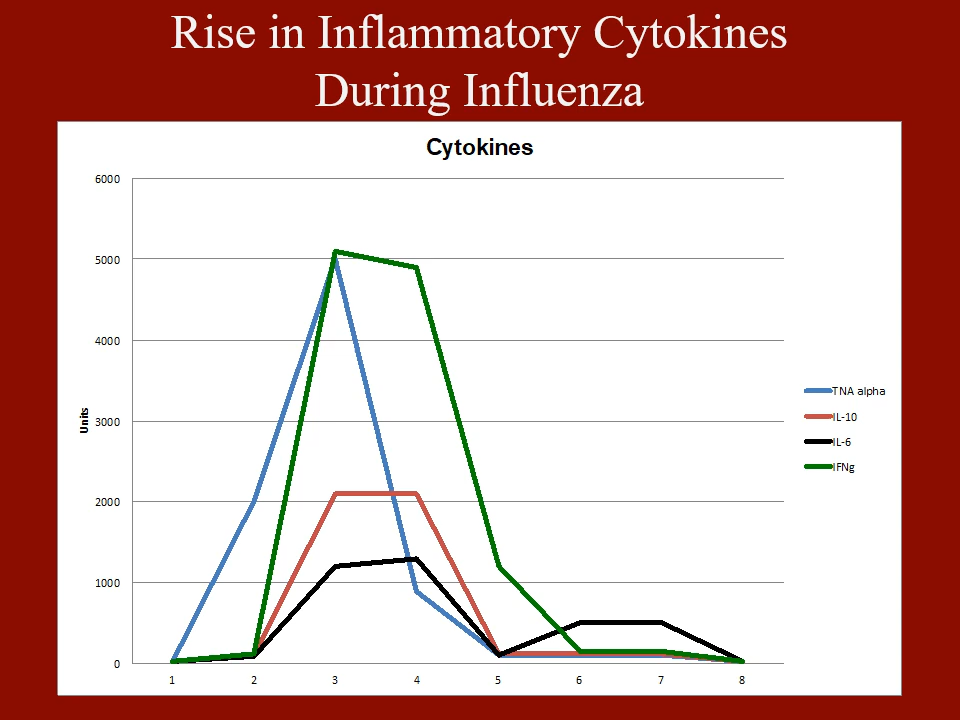 Rise in Inflammatory Cytokines
During Influenza
Cytokines
6000
5000
4000
3000
2000
1000
0
Units
1 2 3 4 5 6 7 8
TNA alpha
IL-10
IL-6
IFNg